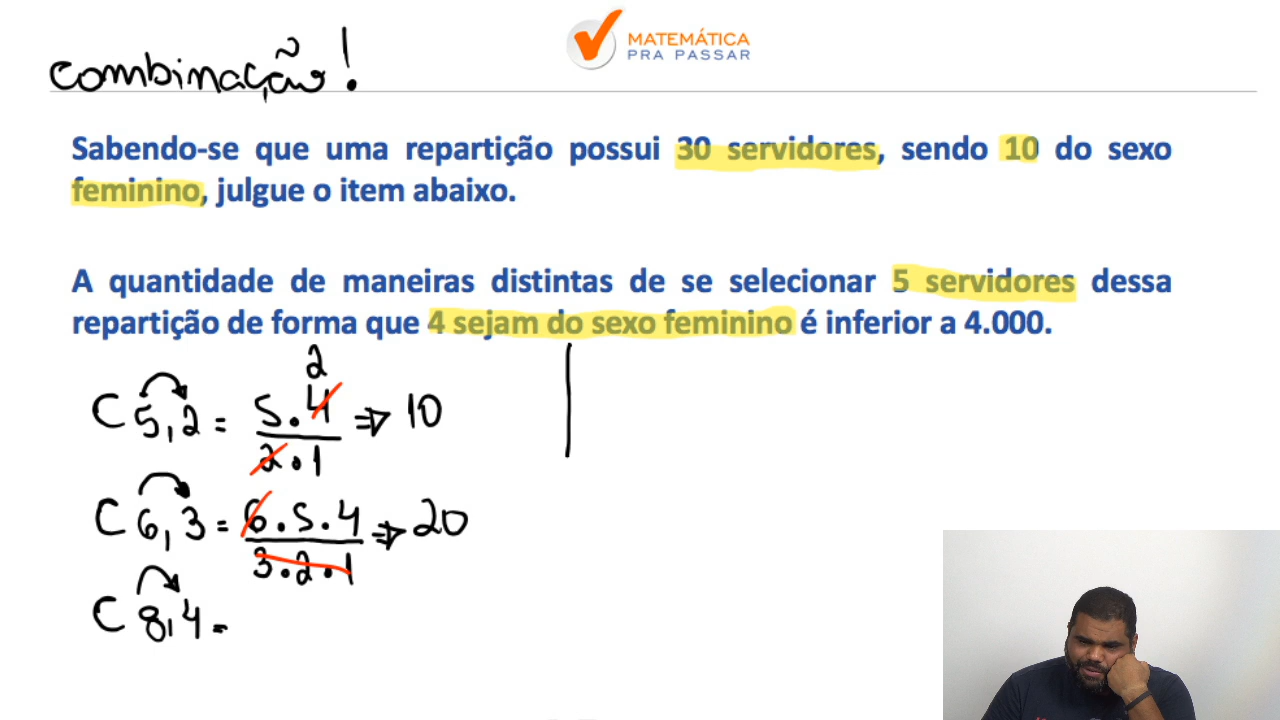 combinação!
MATEMÁTICA
PRA PASSAR
Sabendo-se que uma repartição possui 30 servidores, sendo 10 do sexo
feminino, julgue o item abaixo.
A quantidade de maneiras distintas de se selecionar 5 servidores dessa
repartição de forma que 4 sejam do sexo feminino é inferior a 4.000.
2
C 5,2 = 5.4 ⇒ 10
2.1
C 6,3 = 6.5.4 ⇒ 20
3.2.1
C 8,4 =